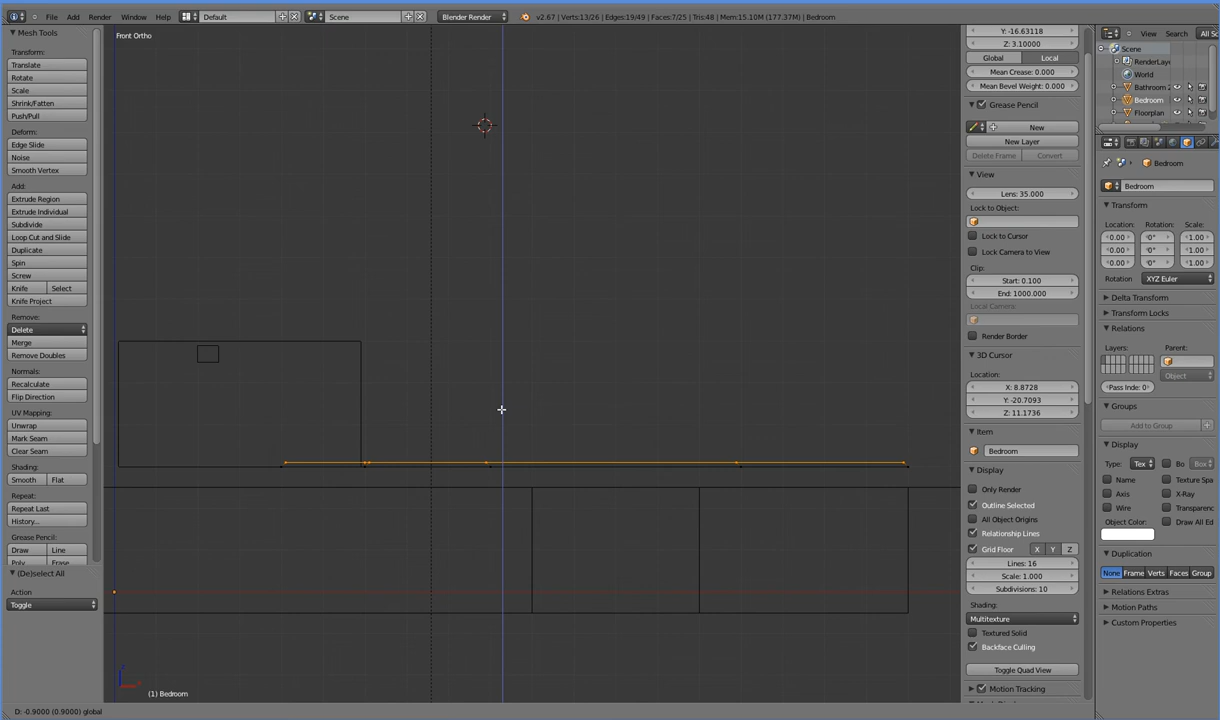 File Add Render Window Help Default Scene Blender Render v2.67 | Verts:13/26 | Edges:19/49 | Faces:7/25 | Tris:48 | Mem:15.10M (177.37M) | Bedroom
Mesh Tools
Transform:
Translate
Rotate
Scale
Shrink/Fatten
Push/Pull
Deform:
Edge Slide
Noise
Smooth Vertex
Add:
Extrude Region
Extrude Individual
Subdivide
Loop Cut and Slide
Duplicate
Spin
Screw
Knife Select
Knife Project
Remove:
Delete
Merge
Remove Doubles
Normals:
Recalculate
Flip Direction
UV Mapping:
Unwrap
Mark Seam
Clear Seam
Shading:
Smooth Flat
Repeat:
Repeat Last
History...
Grease Pencil:
Draw Line
(De)select All
Action
Toggle
Front Ortho
(1) Bedroom
D: -0.9000 (0.9000) global
Y: -16.63118
Z: 3.10000
Global Local
Mean Crease: 0.000
Mean Bevel Weight: 0.000
Grease Pencil
New
New Layer
Delete Frame Convert
View
Lens: 35.000
Lock to Object:
Lock to Cursor
Lock Camera to View
Clip:
Start: 0.100
End: 1000.000
Local Camera:
Render Border
3D Cursor
Location:
X: 8.8728
Y: -20.7093
Z: 11.1736
Item
Bedroom
Display
Only Render
Outline Selected
All Object Origins
Relationship Lines
Grid Floor X Y Z
Lines: 16
Scale: 1.000
Subdivisions: 10
Shading:
Multitexture
Textured Solid
Backface Culling
Toggle Quad View
Motion Tracking
View Search All Sc
Scene
RenderLaye
World
Bathroom 2
Bedroom
Floorplan
Bedroom
Bedroom
Transform
Location: Rotation: Scale:
0.00 0° 1.00
0.00 0° 1.00
0.00 0° 1.00
Rotation XYZ Euler
Delta Transform
Transform Locks
Relations
Layers: Parent:
Object
Pass Inde: 0
Groups
Add to Group
Display
Type: Tex Bo Box
Name Texture Spa
Axis X-Ray
Wire Transparenc
Object Color: Draw All Ed
Duplication
None Frame Verts Faces Group
Relations Extras
Motion Paths
Custom Properties